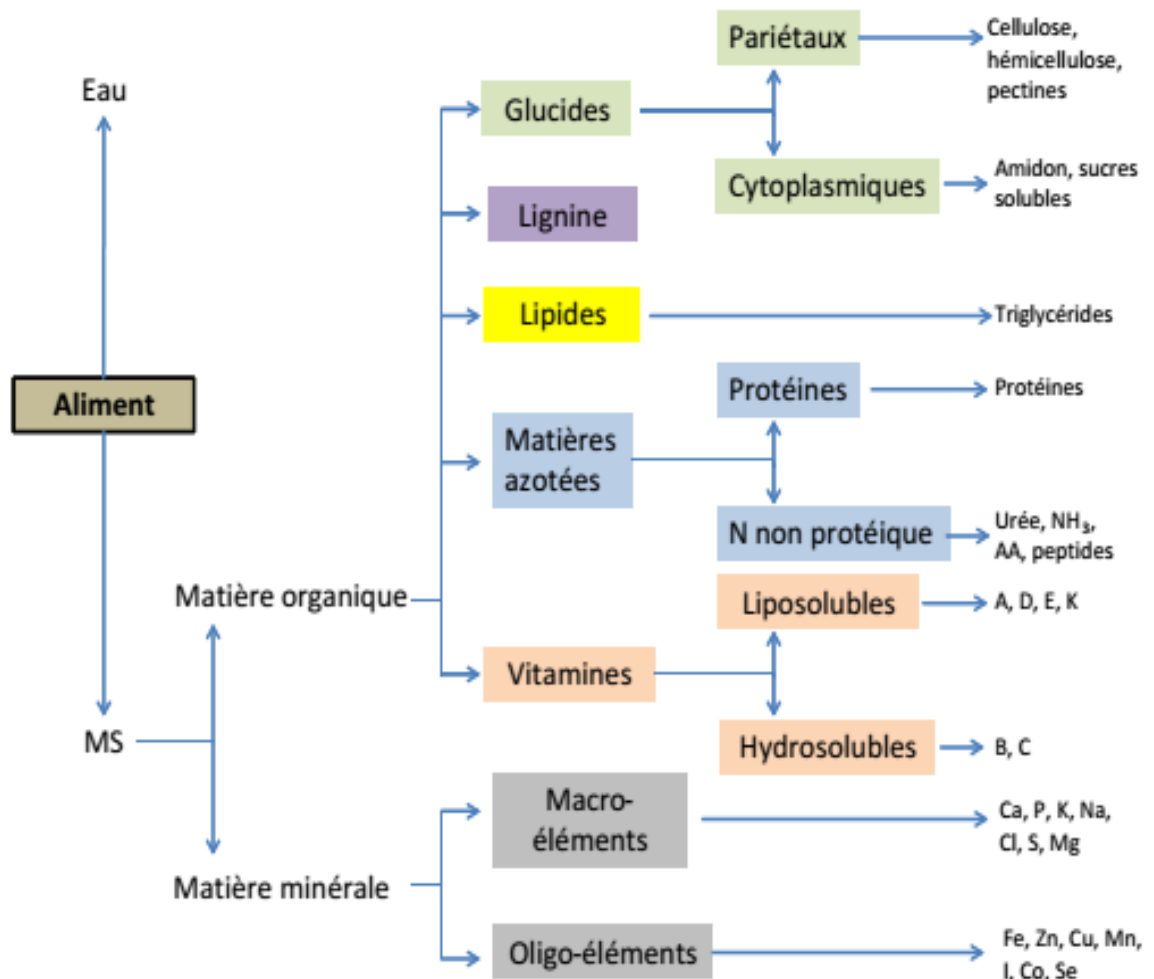 Eau
Aliment
MS
Matière organique
Matière minérale
Glucides
Pariétaux
Cellulose,
hémicellulose,
pectines
Cytoplasmiques
Amidon, sucres
solubles
Lignine
Lipides
Triglycérides
Matières
azotées
Protéines
Protéines
N non protéique
Urée, NH₃,
AA, peptides
Vitamines
Liposolubles
A, D, E, K
Hydrosolubles
B, C
Macro-
éléments
Ca, P, K, Na,
Cl, S, Mg
Oligo-éléments
Fe, Zn, Cu, Mn,
I, Co, Se